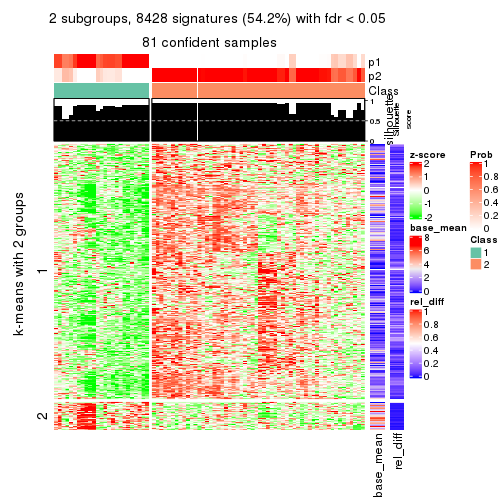 2 subgroups, 8428 signatures (54.2%) with fdr < 0.05
81 confident samples
p1
p2
Class
1
0.5
0
silhouette
Silhouette
score
k-means with 2 groups
1
2
base_mean
rel_diff
z-score
2
1
0
-1
-2
base_mean
8
6
4
2
0
rel_diff
1
0.8
0.6
0.4
0.2
0
Prob
1
0.8
0.6
0.4
0.2
0
Class
1
2